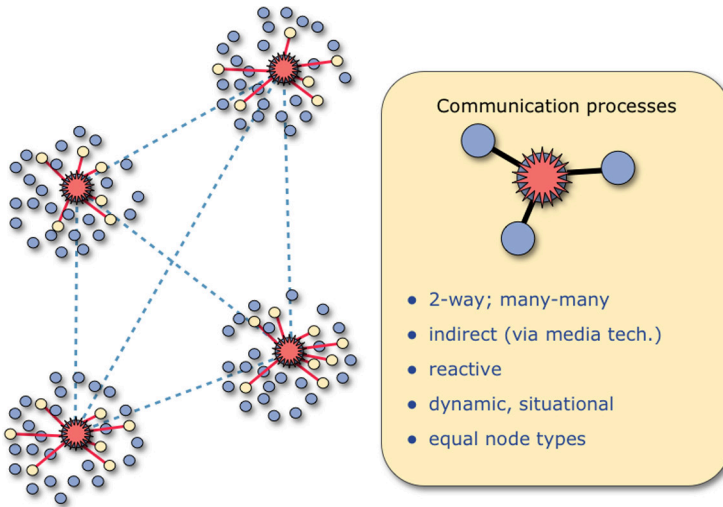 Communication processes
● 2-way; many-many
● indirect (via media tech.)
● reactive
● dynamic, situational
● equal node types